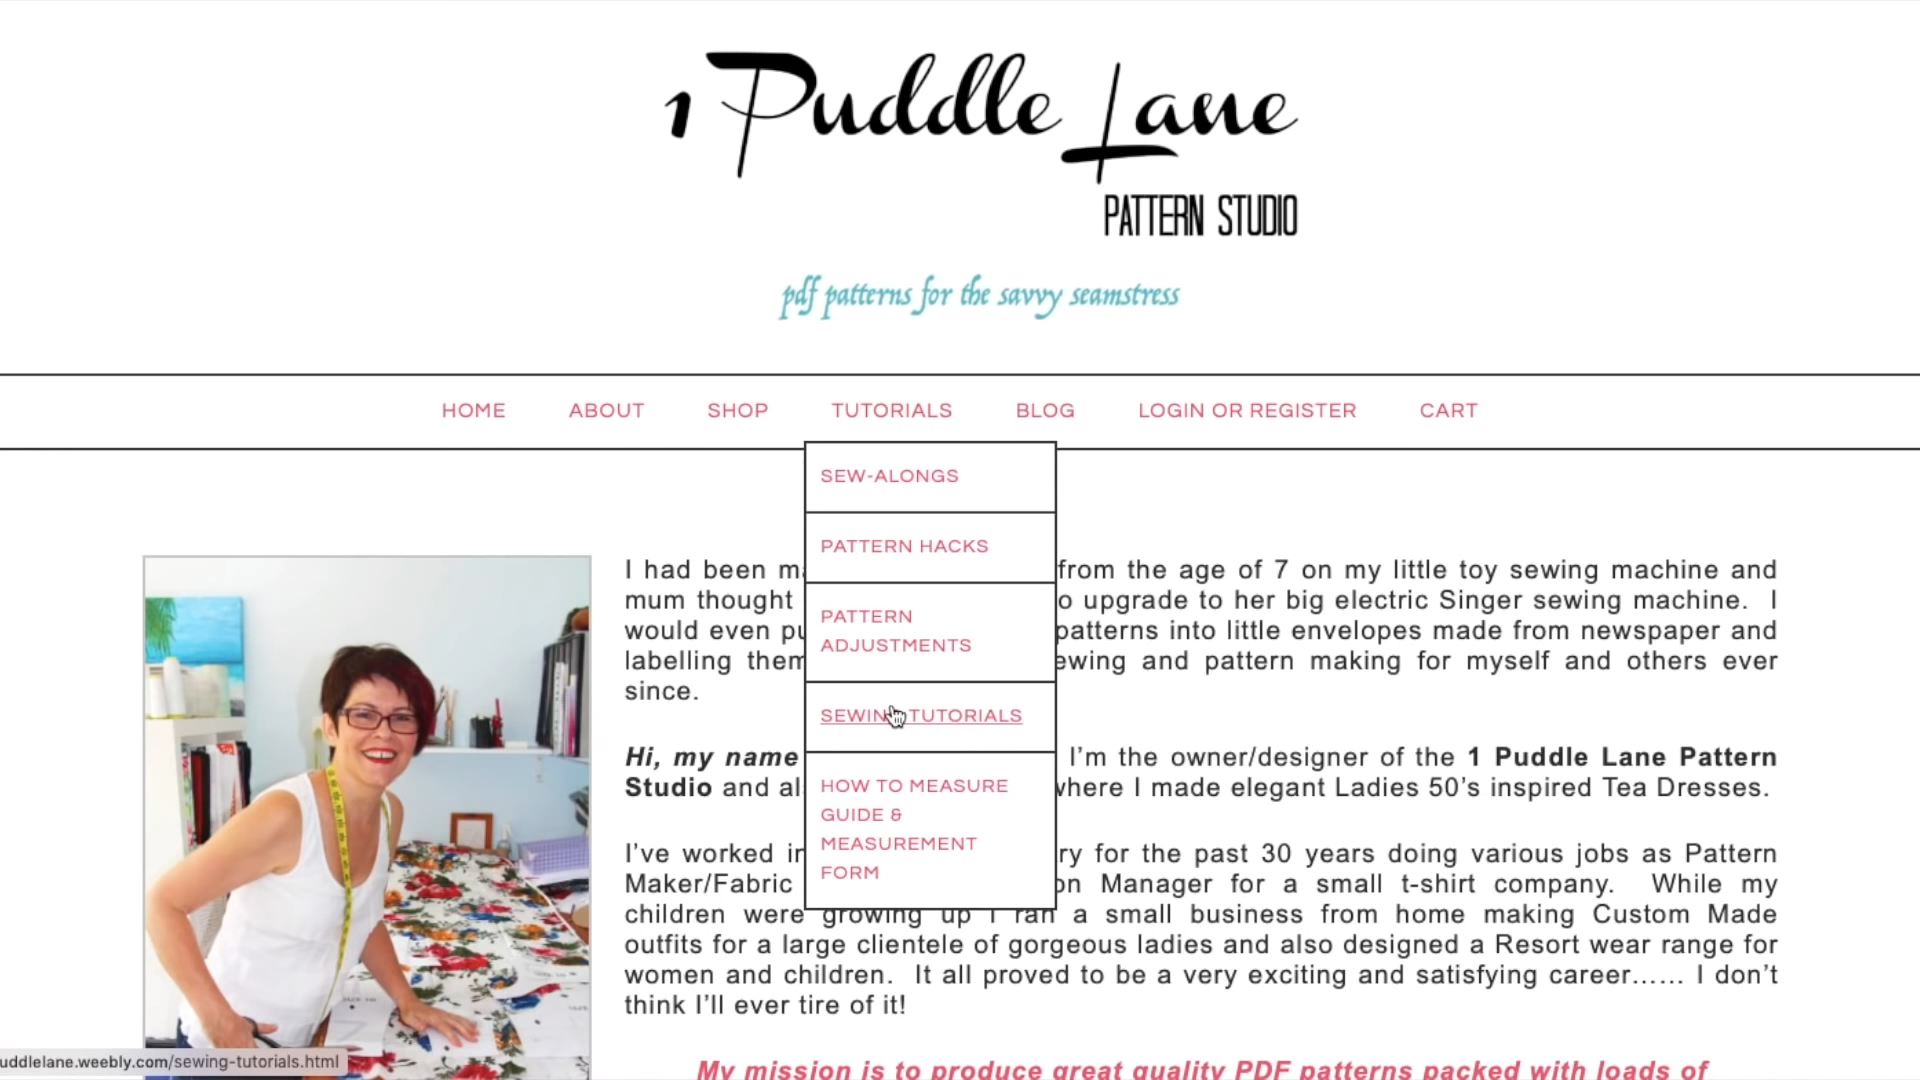 1 Puddle Lane
PATTERN STUDIO
pdf patterns for the savvy seamstress
HOME ABOUT SHOP TUTORIALS BLOG LOGIN OR REGISTER CART
SEW-ALONGS
PATTERN HACKS
PATTERN
ADJUSTMENTS
TUTORIALS
HOW TO MEASURE
GUIDE &
MEASUREMENT
FORM
I had been from the age of 7 on my little toy sewing machine and
mum thought upgrade to her big electric Singer sewing machine. I
would even patterns into little envelopes made from newspaper and
labelling and pattern making for myself and others ever
since.
Hi, my name I'm the owner/designer of the 1 Puddle Lane Pattern
Studio and where I made elegant Ladies 50's inspired Tea Dresses.
I've worked for the past 30 years doing various jobs as Pattern
Maker/Fabric Manager for a small t-shirt company. While my
children were growing up I ran a small business from home making Custom Made
outfits for a large clientele of gorgeous ladies and also designed a Resort wear range for
women and children. It all proved to be a very exciting and satisfying career...... I don't
think I'll ever tire of it!
My mission is to produce great quality PDF patterns packed with loads of
uddlelane.weebly.com/sewing-tutorials.html